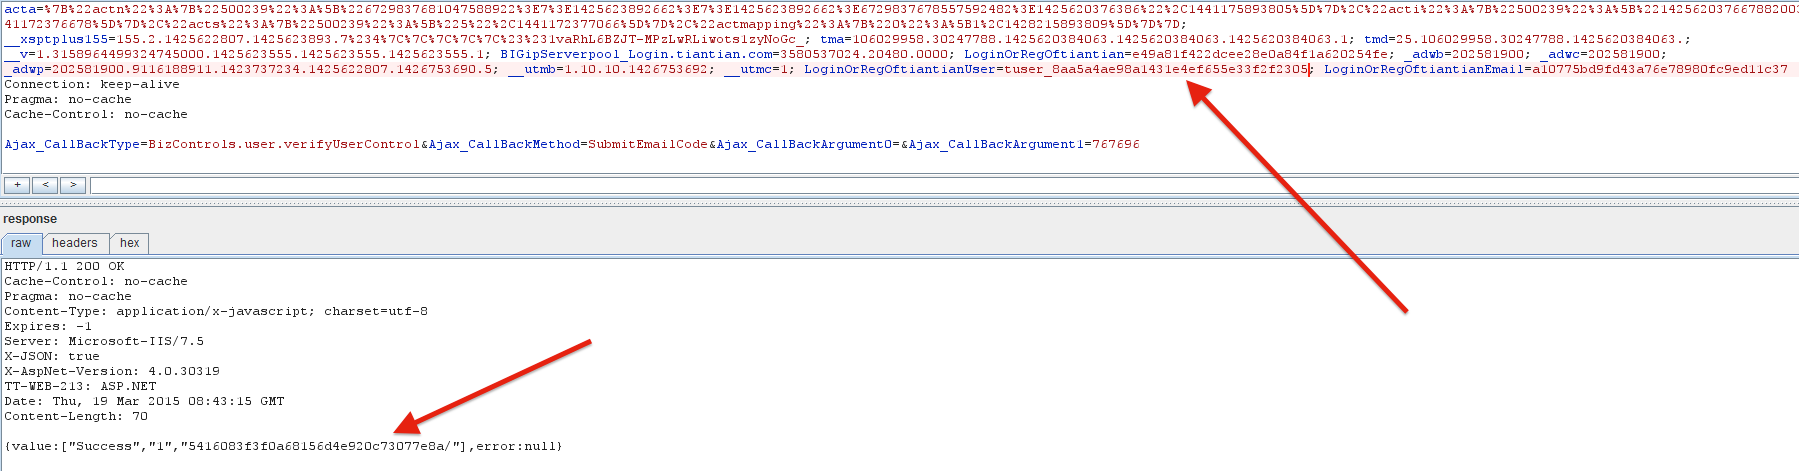 acta=%7B%22actn%22%3A%7B%22500239%22%3A%5B%226729837681047588922%3E7%3E1425623892662%3E7%3E1425623892662%3E6729837678557592482%3E1425620376386%22%2C1441175893805%5D%7D%2C%22acti%22%3A%7B%22500239%22%3A%5B%221425620376678820003
41172376678%5D%7D%2C%22acts%22%3A%7B%22500239%22%3A%5B%225%22%2C1441172377066%5D%7D%2C%22actmapping%22%3A%7B%220%22%3A%5B1%2C1428215893809%5D%7D%7D;
__xsptplus155=155.2.1425622807.1425623893.7%234%7C%7C%7C%7C%7C%23%231vaRhL6BZJT-MPzLwRLiwots1zyNoGc_; tma=106029958.30247788.1425620384063.1425620384063.1425620384063.1; tmd=25.106029958.30247788.1425620384063.;
__v=1.3158964499324745000.1425623555.1425623555.1425623555.1; BIGipServerpool_Login.tiantian.com=3580537024.20480.0000; LoginOrRegOftiantian=e49a81f422dcee28e0a84f1a620254fe; _adwb=202581900; _adwc=202581900;
_adwp=202581900.9116188911.1423737234.1425622807.1426753690.5; __utmb=1.10.10.1426753692; __utmc=1; LoginOrRegOftiantianUser=tuser_8aa5a4ae98a1431e4ef655e33f2f2305; LoginOrRegOftiantianEmail=a10775bd9fd43a76e78980fc9ed11c37
Connection: keep-alive
Pragma: no-cache
Cache-Control: no-cache
Ajax_CallBackType=BizControls.user.verifyUserControl&Ajax_CallBackMethod=SubmitEmailCode&Ajax_CallBackArgument0=&Ajax_CallBackArgument1=767696
+ < >
response
raw headers hex
HTTP/1.1 200 OK
Cache-Control: no-cache
Pragma: no-cache
Content-Type: application/x-javascript; charset=utf-8
Expires: -1
Server: Microsoft-IIS/7.5
X-JSON: true
X-AspNet-Version: 4.0.30319
TT-WEB-213: ASP.NET
Date: Thu, 19 Mar 2015 08:43:15 GMT
Content-Length: 70
{value:["Success","1","5416083f3f0a68156d4e920c73077e8a/"],error:null}